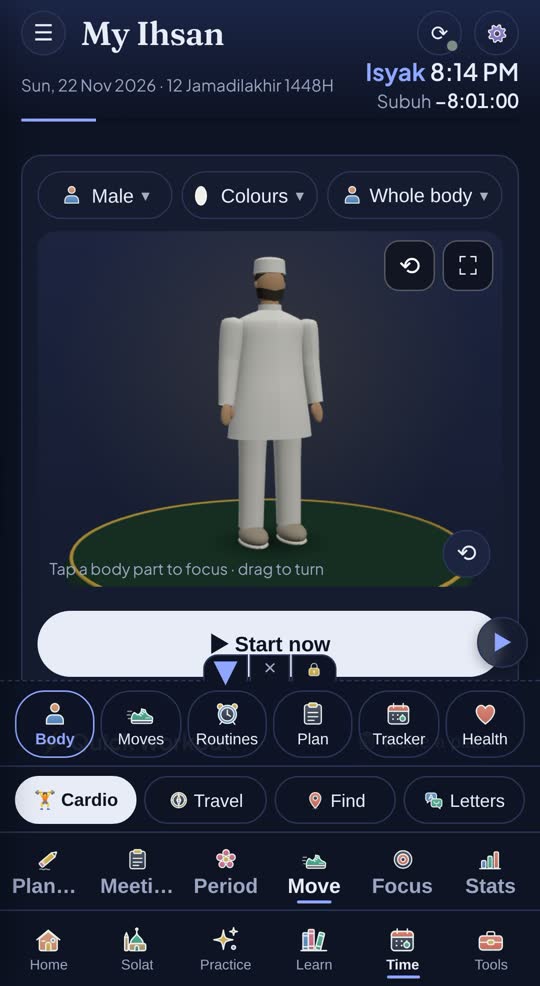 My Ihsan
Sun, 22 Nov 2026 · 12 Jamadilakhir 1448H
Isyak 8:14 PM
Subuh −8:01:00
Male ▾
Colours ▾
Whole body ▾
Tap a body part to focus · drag to turn
▶ Start now
Body
Moves
Routines
Plan
Tracker
Health
Cardio
Travel
Find
Letters
Plan…
Meeti…
Period
Move
Focus
Stats
Home
Solat
Practice
Learn
Time
Tools